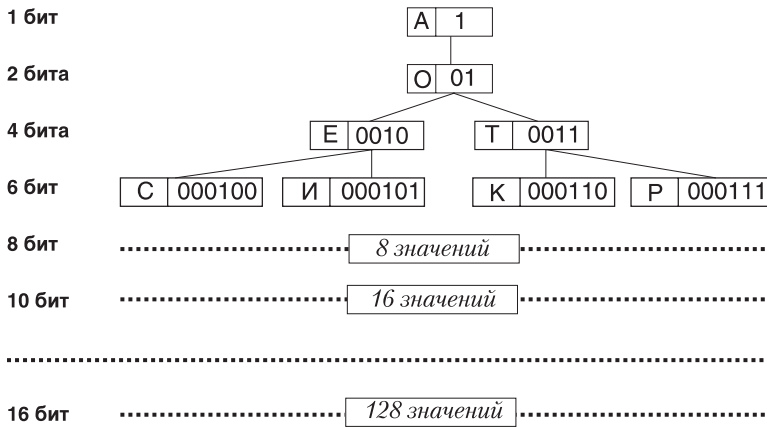 1 бит А 1
2 бита О 01
4 бита Е 0010 Т 0011
6 бит С 000100 И 000101 К 000110 Р 000111
8 бит 8 значений
10 бит 16 значений
16 бит 128 значений